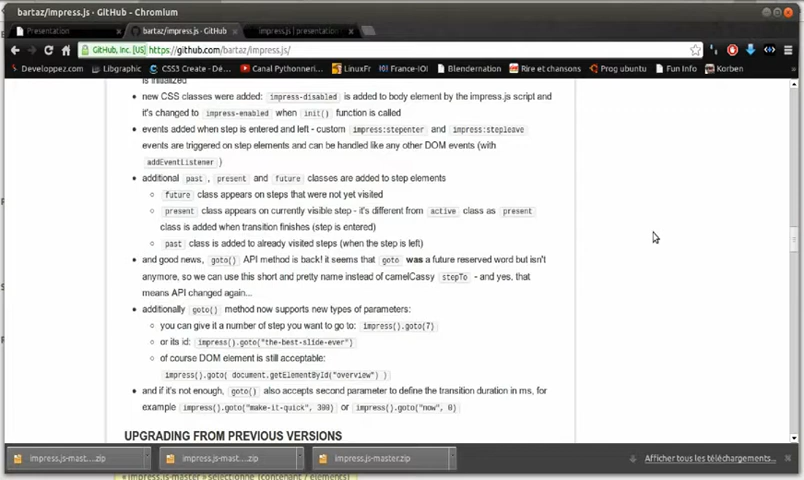 bartaz/impress.js - GitHub - Chromium
Presentation
bartaz/impress.js · GitHub
impress.js | presentation
GitHub, Inc. [US] https://github.com/bartaz/impress.js/
Developpez.com Libgraphic CSS3 Create - Dé... Canal Pythonneri... LinuxFr France-IOI Blendernation Rire et chansons Prog ubuntu Fun Info Korben
is initialized
new CSS classes were added: impress-disabled is added to body element by the impress.js script and
it's changed to impress-enabled when init() function is called
events added when step is entered and left - custom impress:stepenter and impress:stepleave
events are triggered on step elements and can be handled like any other DOM events (with
addEventListener )
additional past, present and future classes are added to step elements
future class appears on steps that were not yet visited
present class appears on currently visible step - it's different from active class as present
class is added when transition finishes (step is entered)
past class is added to already visited steps (when the step is left)
and good news, goto() API method is back! it seems that goto was a future reserved word but isn't
anymore, so we can use this short and pretty name instead of camelCassy stepTo - and yes, that
means API changed again...
additionally goto() method now supports new types of parameters:
you can give it a number of step you want to go to: impress().goto(7)
or its id: impress().goto("the-best-slide-ever")
of course DOM element is still acceptable:
impress().goto( document.getElementById("overview") )
and if it's not enough, goto() also accepts second parameter to define the transition duration in ms, for
example impress().goto("make-it-quick", 300) or impress().goto("now", 0)
UPGRADING FROM PREVIOUS VERSIONS
impress.js-mast....zip
impress.js-mast....zip
impress.js-master.zip
Afficher tous les téléchargements...
«impress.js-master» sélectionné (contenant 7 éléments)